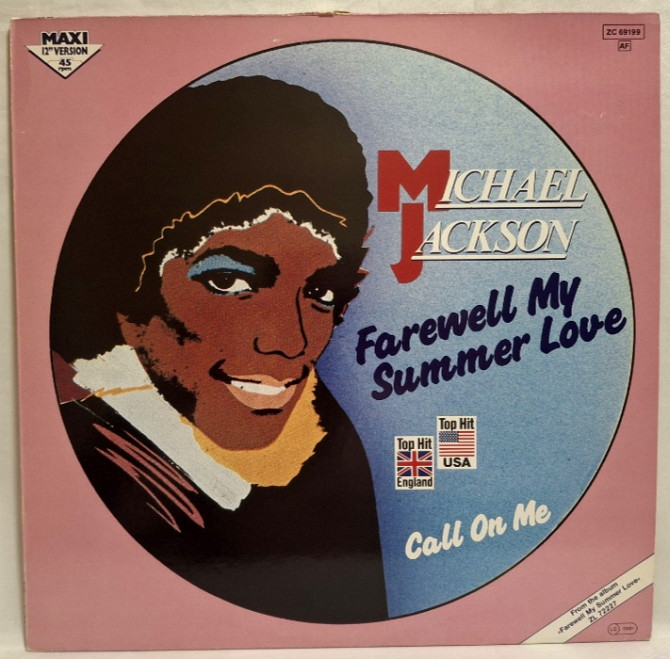 MAXI
12" VERSION
45
rpm
ZC 69199
AF
MICHAEL
JACKSON
Farewell My
Summer Love
Top Hit
England
Top Hit
USA
Call On Me
From the album
»Farewell My Summer Love«
ZL 72227
LC